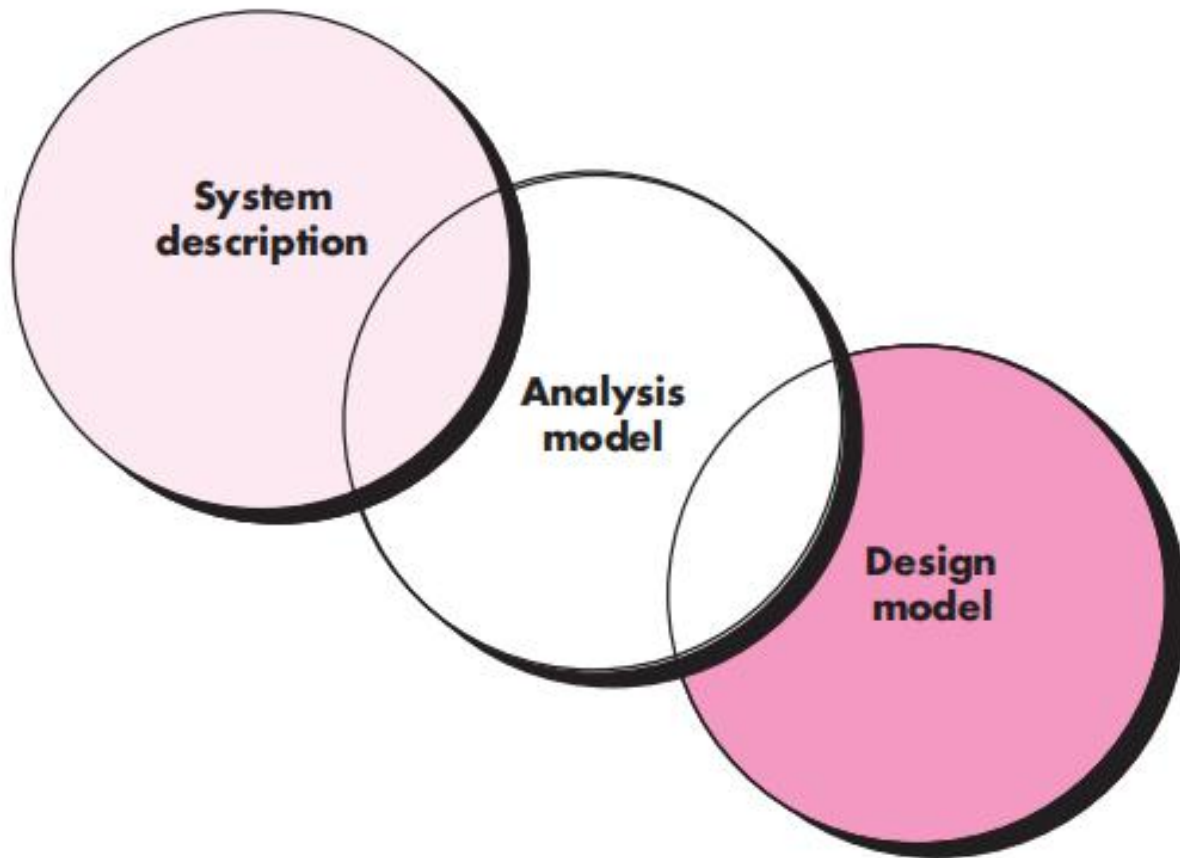 System
description
Analysis
model
Design
model